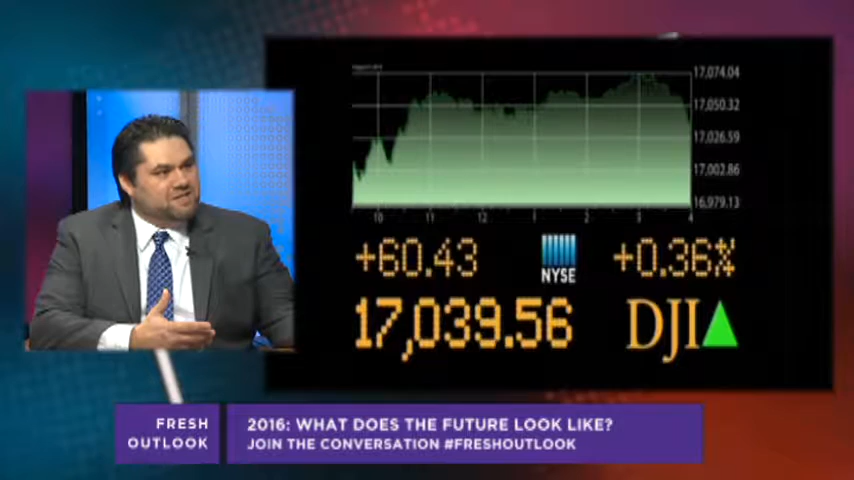 17,074.04
17,050.32
17,026.59
17,002.86
16,979.13
10 11 12 1 2 3 4
+60.43
NYSE
+0.36%
17,039.56
DJI
FRESH
OUTLOOK
2016: WHAT DOES THE FUTURE LOOK LIKE?
JOIN THE CONVERSATION #FRESHOUTLOOK